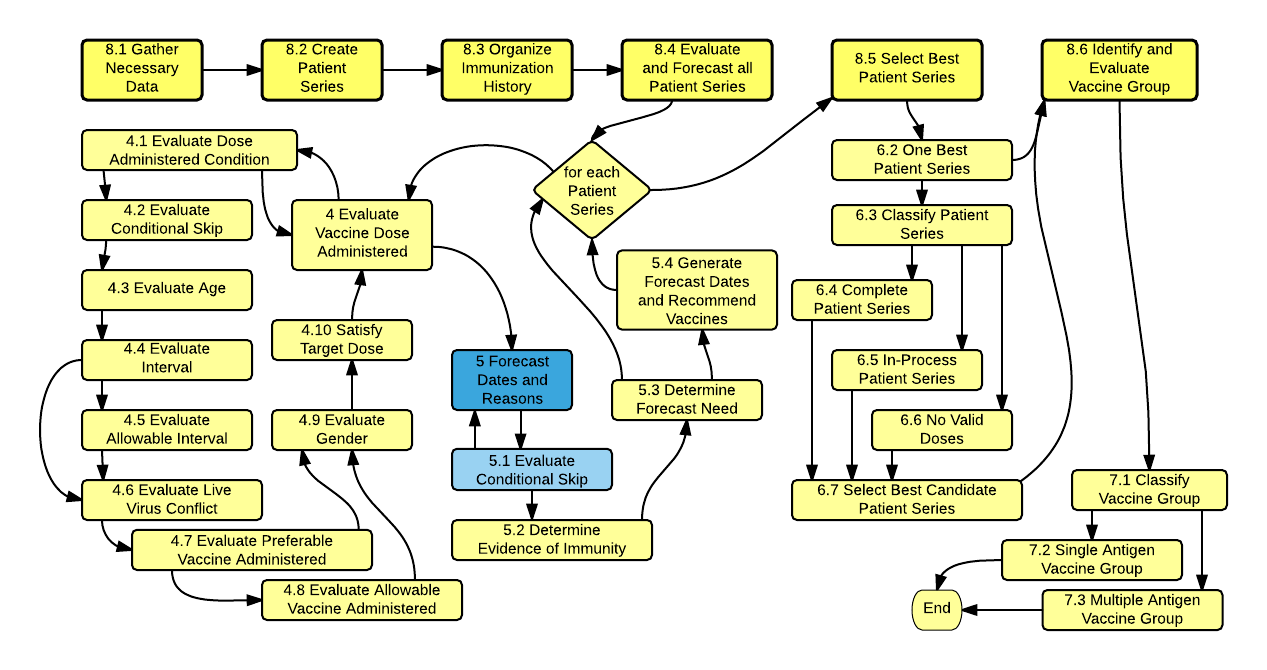 8.1 Gather
Necessary
Data
8.2 Create
Patient
Series
8.3 Organize
Immunization
History
8.4 Evaluate
and Forecast all
Patient Series
8.5 Select Best
Patient Series
8.6 Identify and
Evaluate
Vaccine Group
4.1 Evaluate Dose
Administered Condition
4.2 Evaluate
Conditional Skip
4.3 Evaluate Age
4.4 Evaluate
Interval
4.5 Evaluate
Allowable Interval
4.6 Evaluate Live
Virus Conflict
4.7 Evaluate Preferable
Vaccine Administered
4.8 Evaluate Allowable
Vaccine Administered
4 Evaluate
Vaccine Dose
Administered
4.10 Satisfy
Target Dose
4.9 Evaluate
Gender
for each
Patient
Series
5 Forecast
Dates and
Reasons
5.1 Evaluate
Conditional Skip
5.2 Determine
Evidence of Immunity
5.4 Generate
Forecast Dates
and Recommend
Vaccines
5.3 Determine
Forecast Need
6.2 One Best
Patient Series
6.3 Classify Patient
Series
6.4 Complete
Patient Series
6.5 In-Process
Patient Series
6.6 No Valid
Doses
6.7 Select Best Candidate
Patient Series
7.1 Classify
Vaccine Group
7.2 Single Antigen
Vaccine Group
7.3 Multiple Antigen
Vaccine Group
End